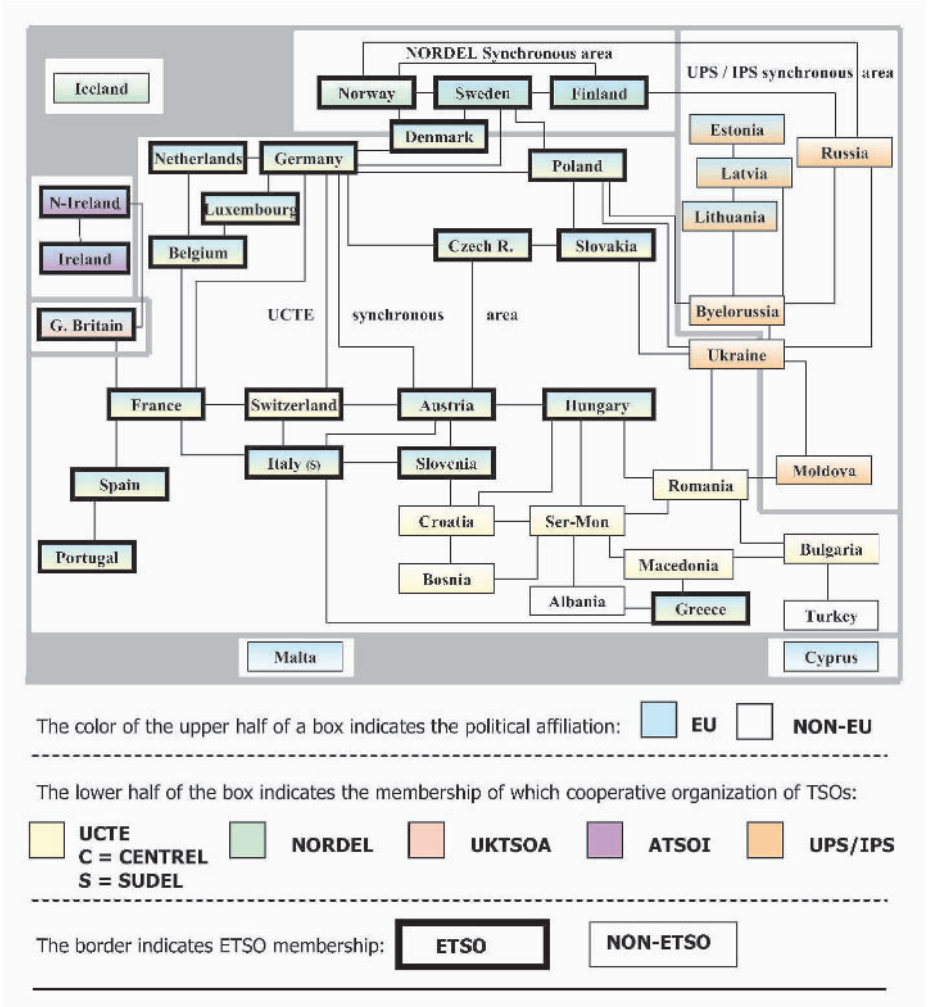 NORDEL Synchronous area
UPS / IPS synchronous area
Iceland
Norway
Sweden
Finland
Denmark
Estonia
Russia
Netherlands
Germany
Poland
Latvia
N-Ireland
Luxembourg
Lithuania
Ireland
Belgium
Czech R.
Slovakia
G. Britain
UCTE synchronous area
Byelorussia
Ukraine
France
Switzerland
Austria
Hungary
Italy (S)
Slovenia
Moldova
Spain
Romania
Croatia
Ser-Mon
Portugal
Bulgaria
Macedonia
Bosnia
Albania
Greece
Turkey
Malta
Cyprus
The color of the upper half of a box indicates the political affiliation: EU NON-EU
The lower half of the box indicates the membership of which cooperative organization of TSOs:
UCTE
C = CENTREL
S = SUDEL
NORDEL
UKTSOA
ATSOI
UPS/IPS
The border indicates ETSO membership: ETSO NON-ETSO